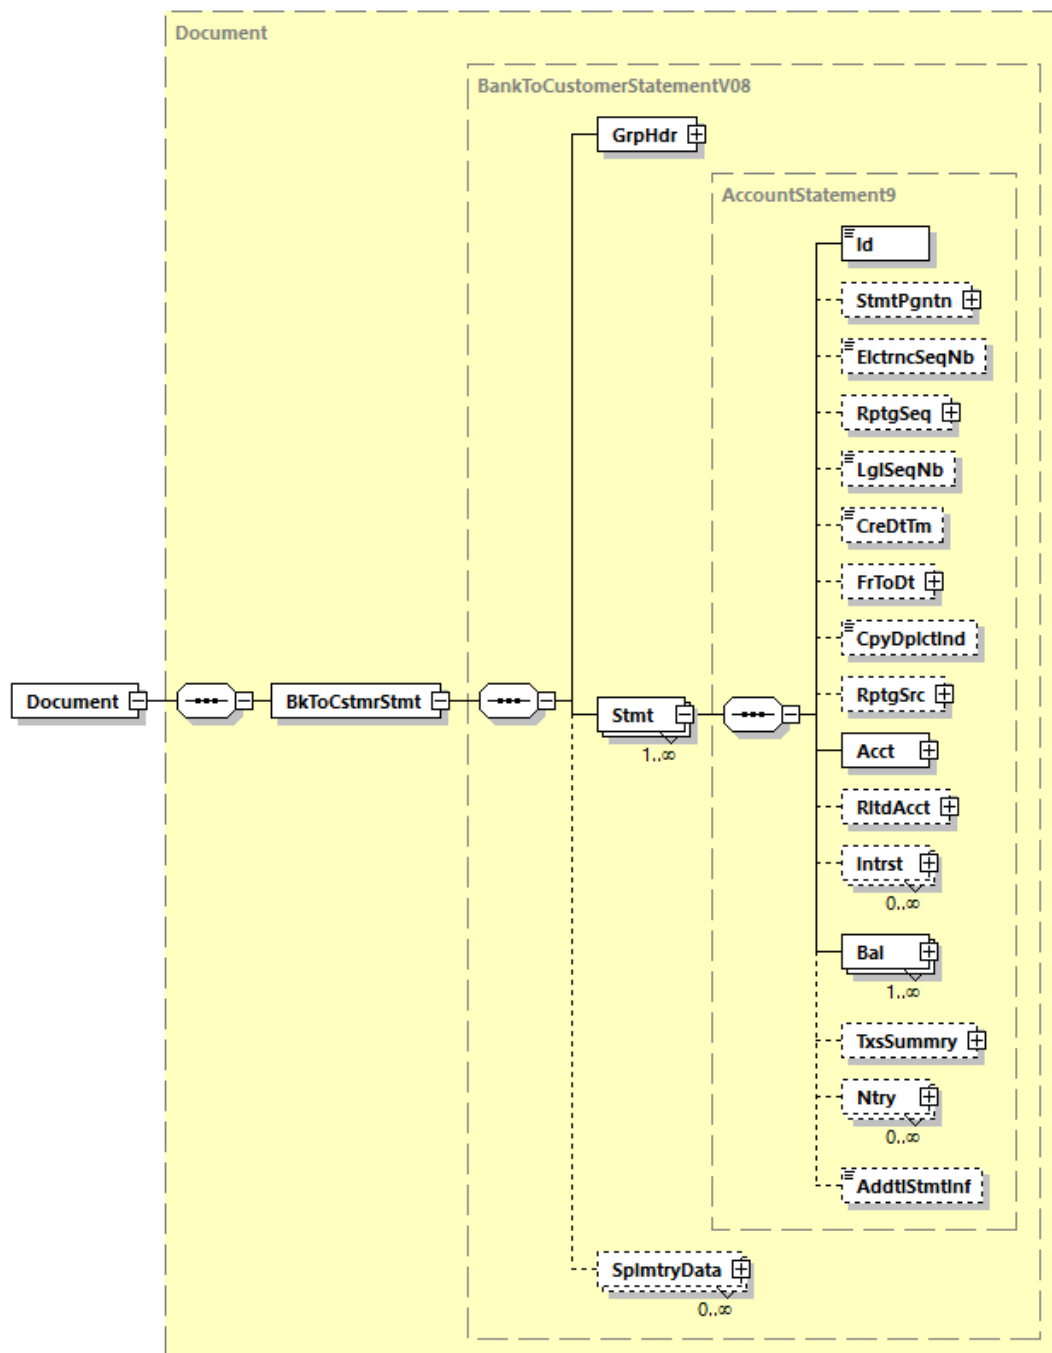 Document
BankToCustomerStatementV08
GrpHdr
AccountStatement9
Id
StmtPgntn
ElctrncSeqNb
RptgSeq
LglSeqNb
CreDtTm
FrToDt
CpyDplctInd
RptgSrc
Document
BkToCstmrStmt
Stmt
1..∞
Acct
RltdAcct
Intrst
0..∞
Bal
1..∞
TxsSummry
Ntry
0..∞
AddtlStmtInf
SplmtryData
0..∞